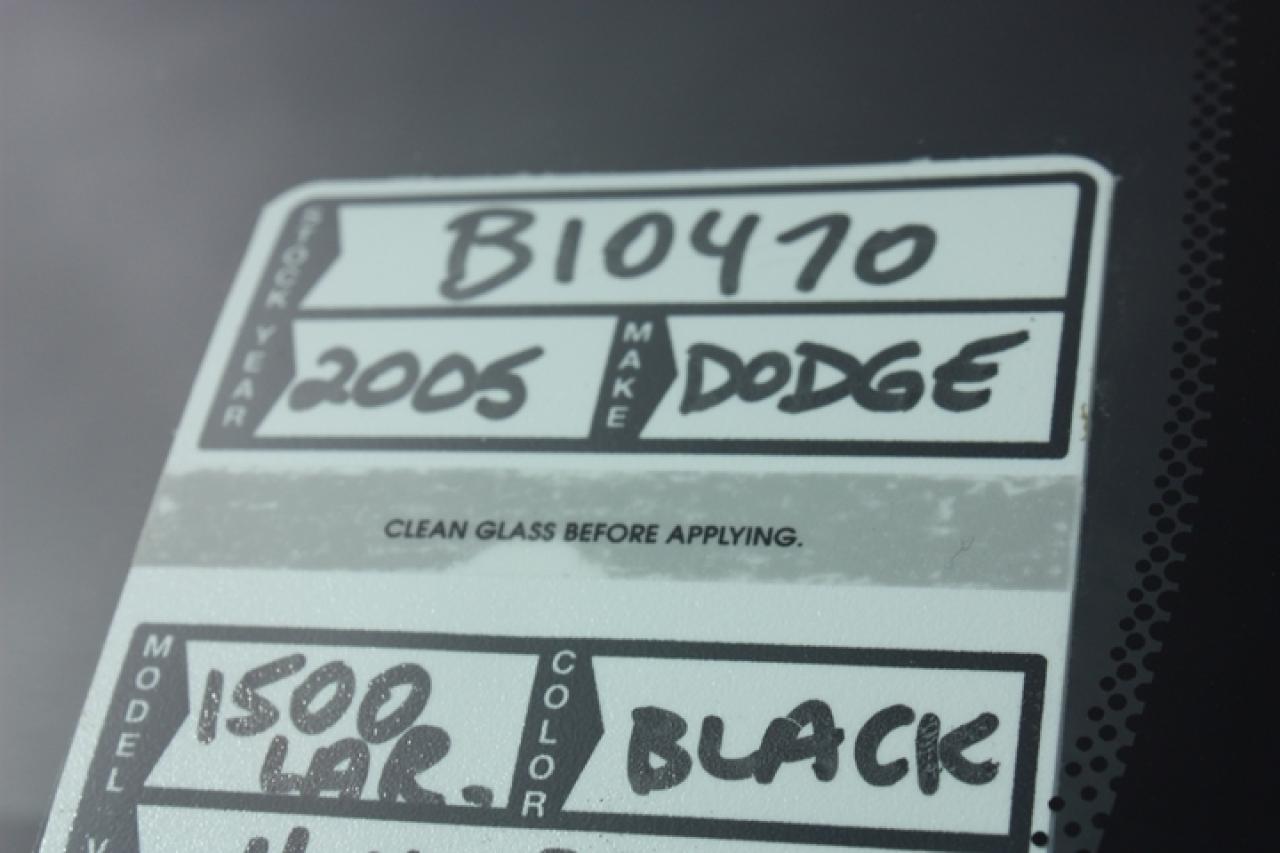 STOCK B10470
YEAR 2005 MAKE DODGE
CLEAN GLASS BEFORE APPLYING.
MODEL 1500 COLOR BLACK
LAR.